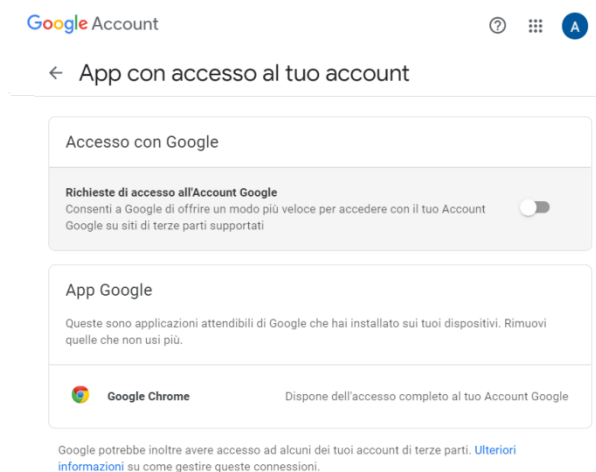 Google Account
A
App con accesso al tuo account
Accesso con Google
Richieste di accesso all'Account Google
Consenti a Google di offrire un modo più veloce per accedere con il tuo Account
Google su siti di terze parti supportati
App Google
Queste sono applicazioni attendibili di Google che hai installato sui tuoi dispositivi. Rimuovi
quelle che non usi più.
Google Chrome Dispone dell'accesso completo al tuo Account Google
Google potrebbe inoltre avere accesso ad alcuni dei tuoi account di terze parti. Ulteriori
informazioni su come gestire queste connessioni.